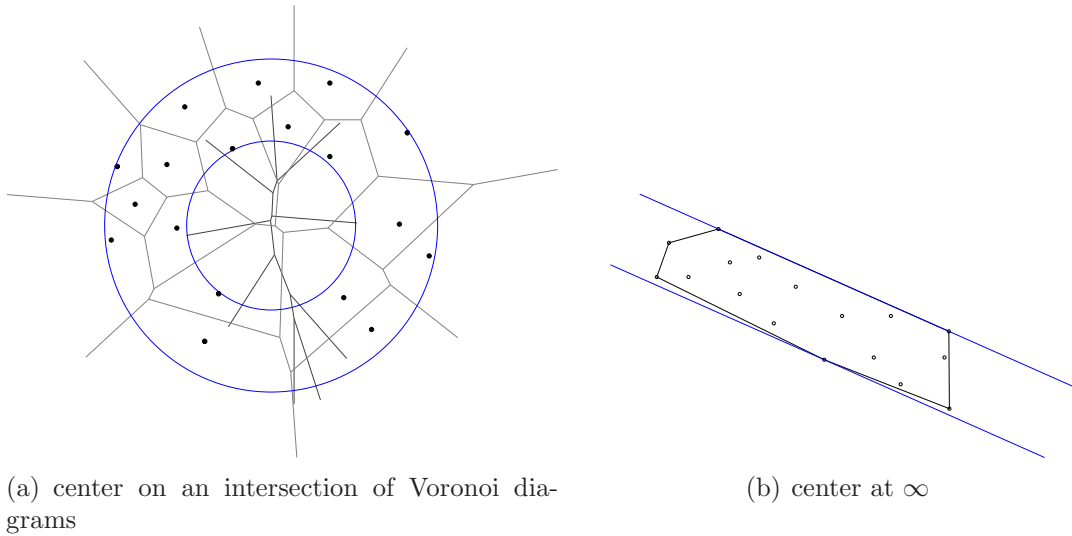 (a) center on an intersection of Voronoi dia-
grams
(b) center at ∞